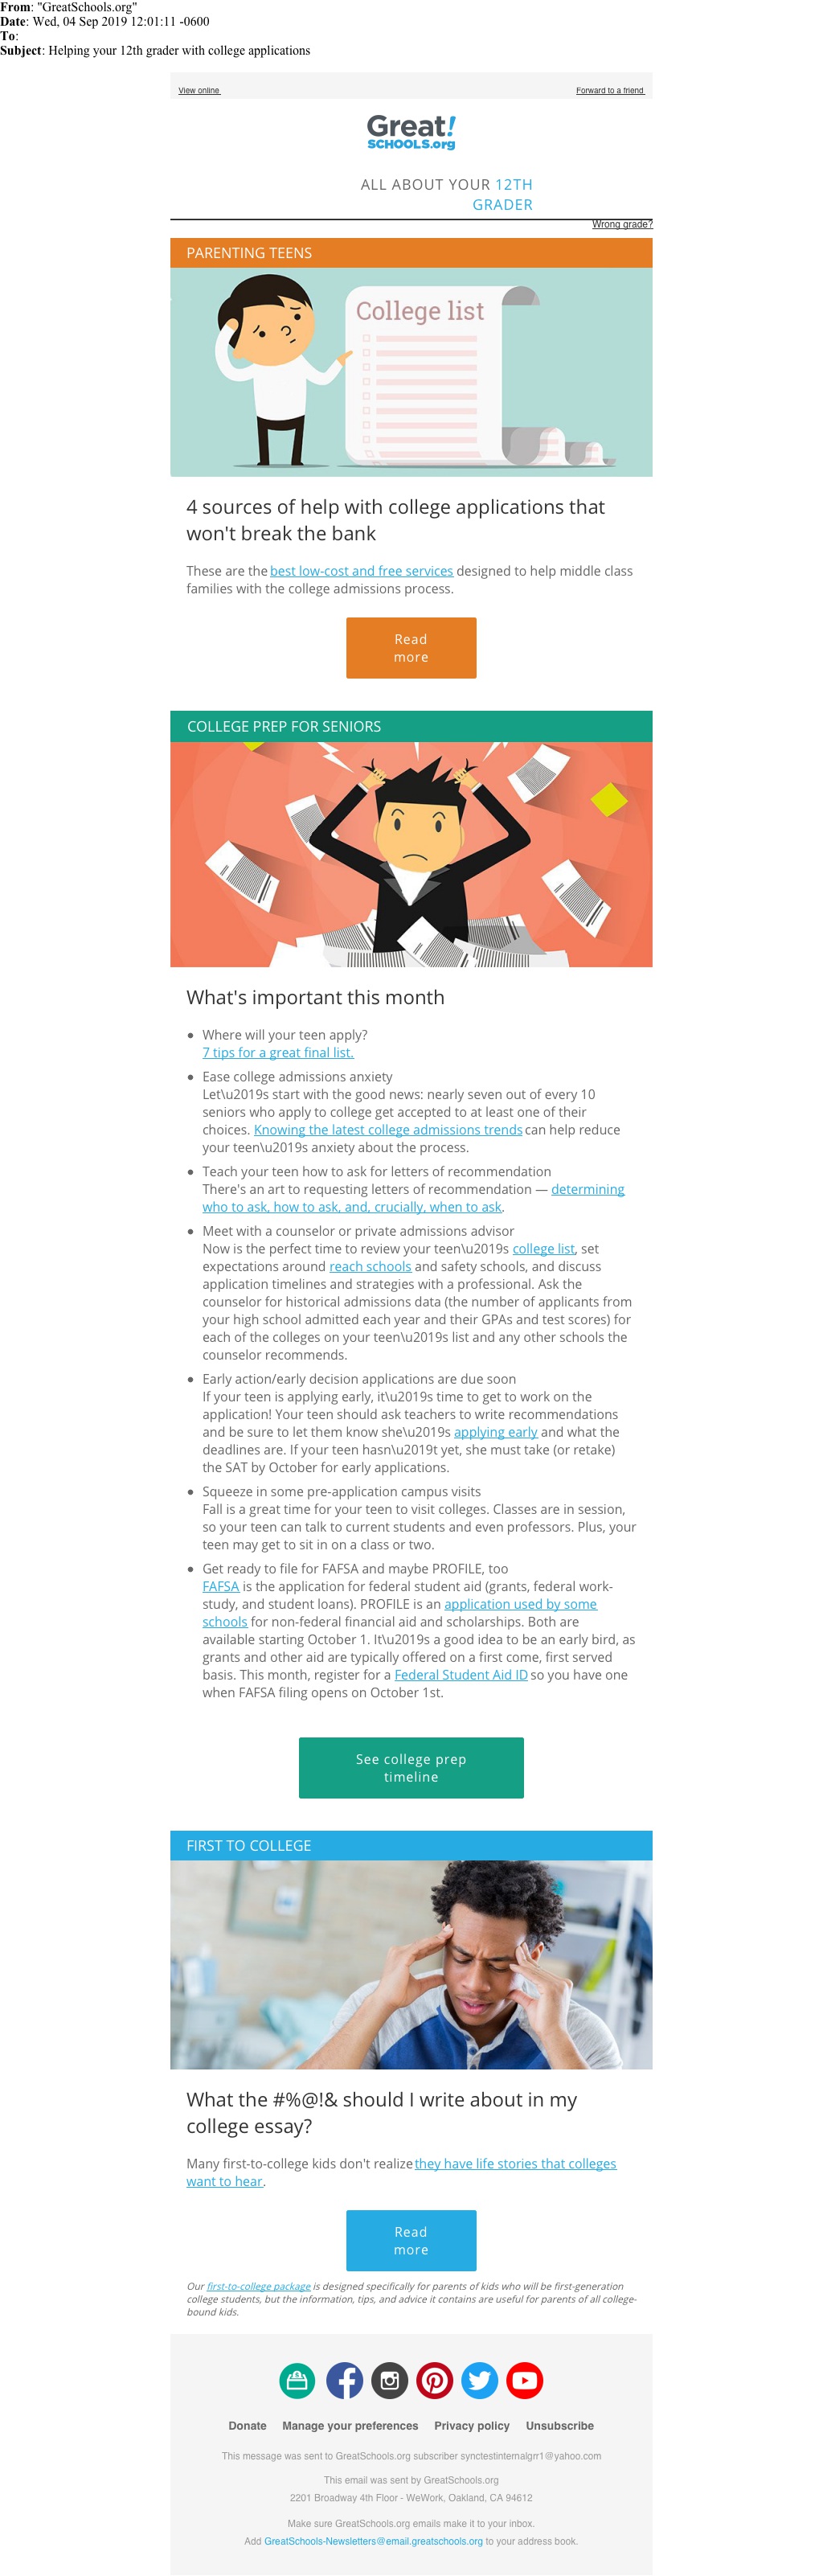 From: "GreatSchools.org"
Date: Wed, 04 Sep 2019 12:01:11 -0600
To:
Subject: Helping your 12th grader with college applications
View online
Forward to a friend
Great!
SCHOOLS.org
ALL ABOUT YOUR 12TH
GRADER
Wrong grade?
PARENTING TEENS
College list
4 sources of help with college applications that
won't break the bank
These are the best low-cost and free services designed to help middle class
families with the college admissions process.
Read
more
COLLEGE PREP FOR SENIORS
What's important this month
• Where will your teen apply?
7 tips for a great final list.
• Ease college admissions anxiety
Let\u2019s start with the good news: nearly seven out of every 10
seniors who apply to college get accepted to at least one of their
choices. Knowing the latest college admissions trends can help reduce
your teen\u2019s anxiety about the process.
• Teach your teen how to ask for letters of recommendation
There's an art to requesting letters of recommendation — determining
who to ask, how to ask, and, crucially, when to ask.
• Meet with a counselor or private admissions advisor
Now is the perfect time to review your teen\u2019s college list, set
expectations around reach schools and safety schools, and discuss
application timelines and strategies with a professional. Ask the
counselor for historical admissions data (the number of applicants from
your high school admitted each year and their GPAs and test scores) for
each of the colleges on your teen\u2019s list and any other schools the
counselor recommends.
• Early action/early decision applications are due soon
If your teen is applying early, it\u2019s time to get to work on the
application! Your teen should ask teachers to write recommendations
and be sure to let them know she\u2019s applying early and what the
deadlines are. If your teen hasn\u2019t yet, she must take (or retake)
the SAT by October for early applications.
• Squeeze in some pre-application campus visits
Fall is a great time for your teen to visit colleges. Classes are in session,
so your teen can talk to current students and even professors. Plus, your
teen may get to sit in on a class or two.
• Get ready to file for FAFSA and maybe PROFILE, too
FAFSA is the application for federal student aid (grants, federal work-
study, and student loans). PROFILE is an application used by some
schools for non-federal financial aid and scholarships. Both are
available starting October 1. It\u2019s a good idea to be an early bird, as
grants and other aid are typically offered on a first come, first served
basis. This month, register for a Federal Student Aid ID so you have one
when FAFSA filing opens on October 1st.
See college prep
timeline
FIRST TO COLLEGE
What the #%@!& should I write about in my
college essay?
Many first-to-college kids don't realize they have life stories that colleges
want to hear.
Read
more
Our first-to-college package is designed specifically for parents of kids who will be first-generation
college students, but the information, tips, and advice it contains are useful for parents of all college-
bound kids.
Donate Manage your preferences Privacy policy Unsubscribe
This message was sent to GreatSchools.org subscriber synctestinternalgrr1@yahoo.com
This email was sent by GreatSchools.org
2201 Broadway 4th Floor - WeWork, Oakland, CA 94612
Make sure GreatSchools.org emails make it to your inbox.
Add GreatSchools-Newsletters@email.greatschools.org to your address book.